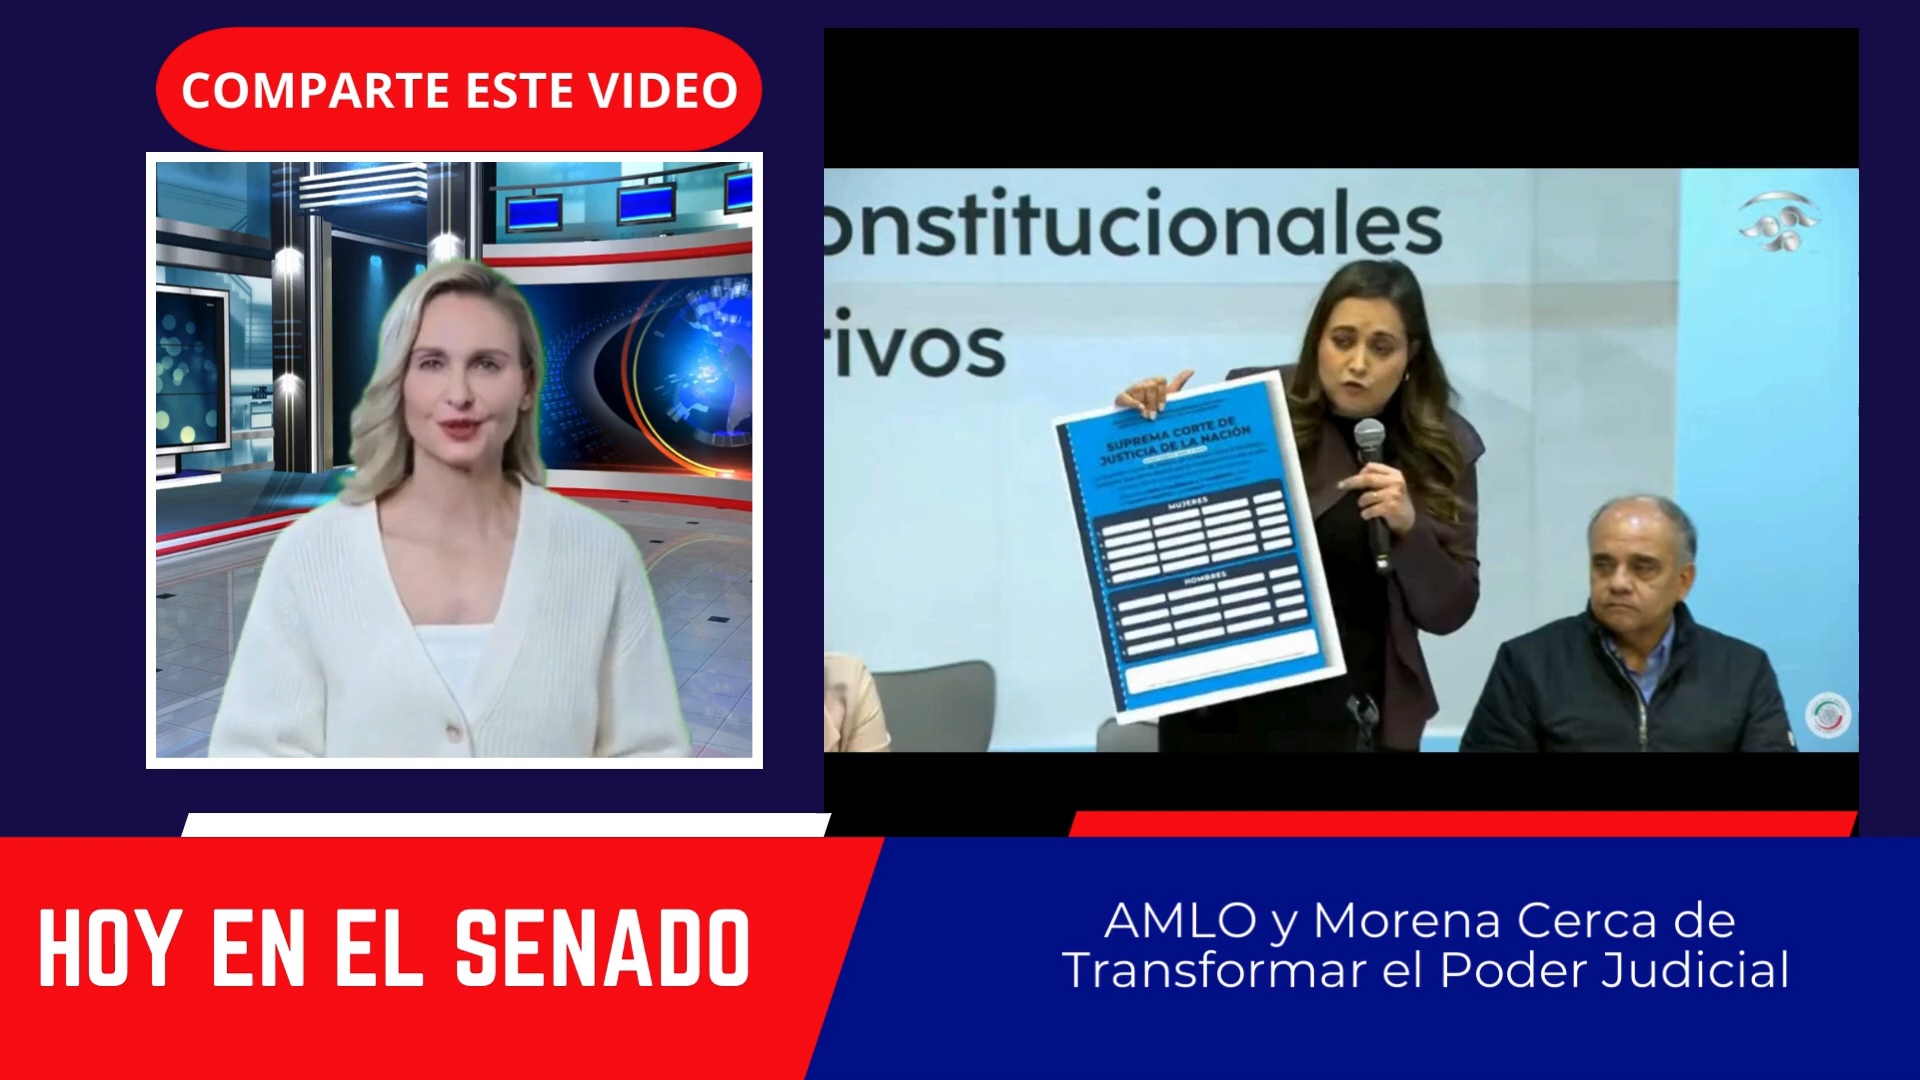 COMPARTE ESTE VIDEO
onstitucionales
ivos
SUPREMA CORTE DE
JUSTICIA DE LA NACIÓN
MUJERES
HOMBRES
HOY EN EL SENADO
AMLO y Morena Cerca de
Transformar el Poder Judicial